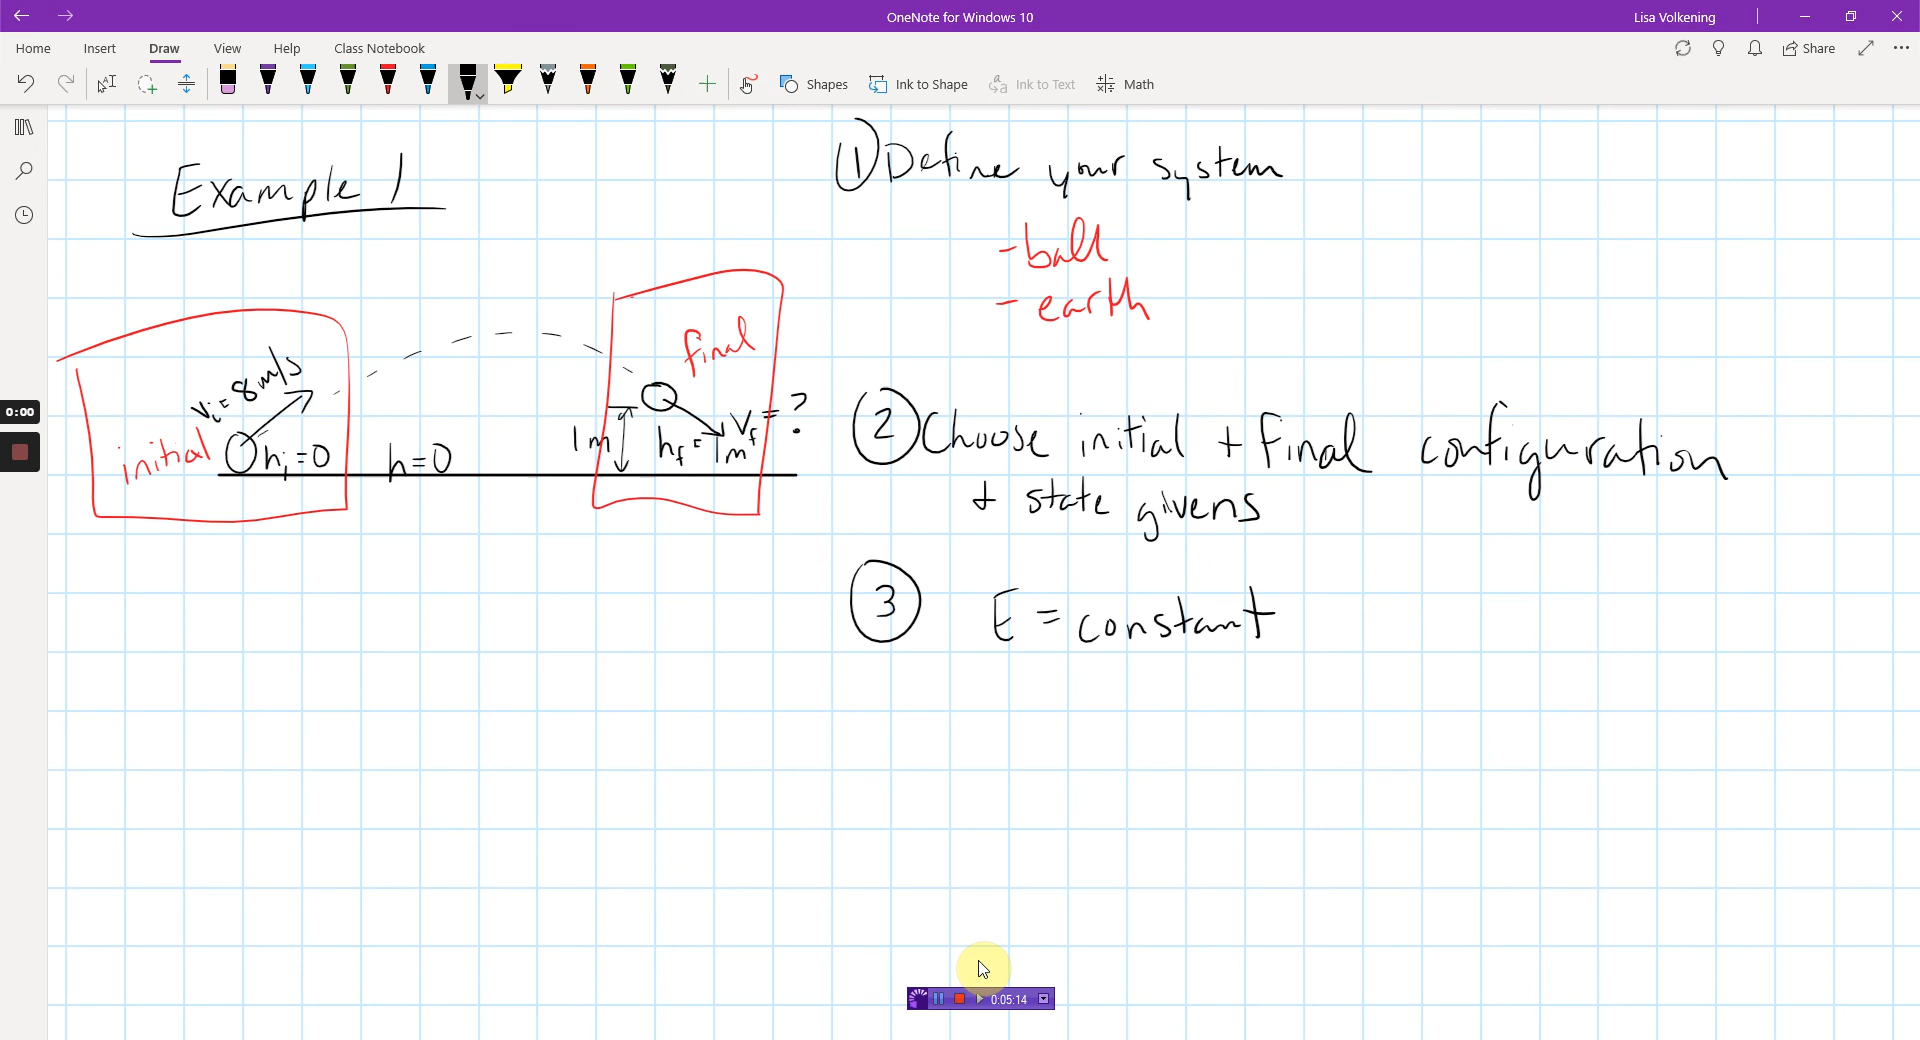 OneNote for Windows 10
Lisa Volkening
Home Insert Draw View Help Class Notebook
Share
Shapes Ink to Shape Ink to Text Math
Example 1
① Define your system
- ball
- earth
initial
vi = 8 m/s
hi = 0
h = 0
final
1 m
hf = 1 m
vf = ?
② Choose initial + final configuration
+ state givens
③ E = constant
0:00
0:05:14